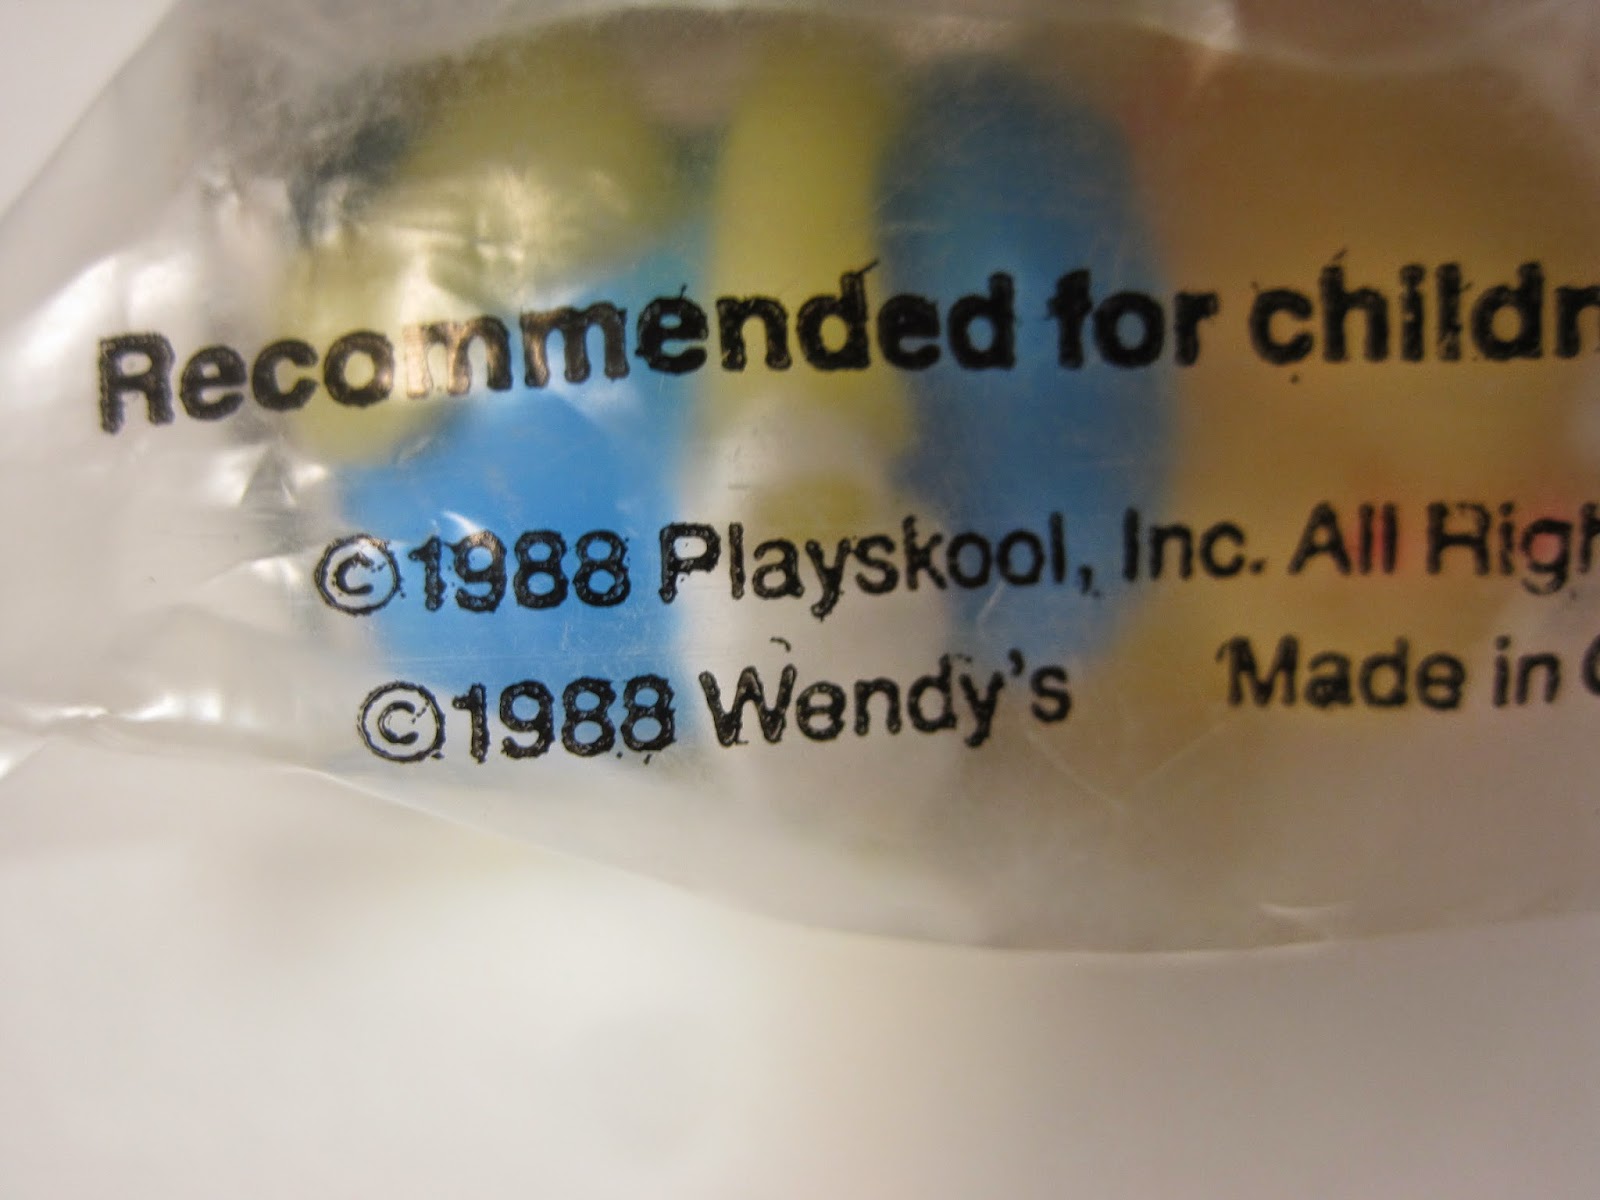 Recommended for childr
©1988 Playskool, Inc. All Righ
©1988 Wendy's Made in